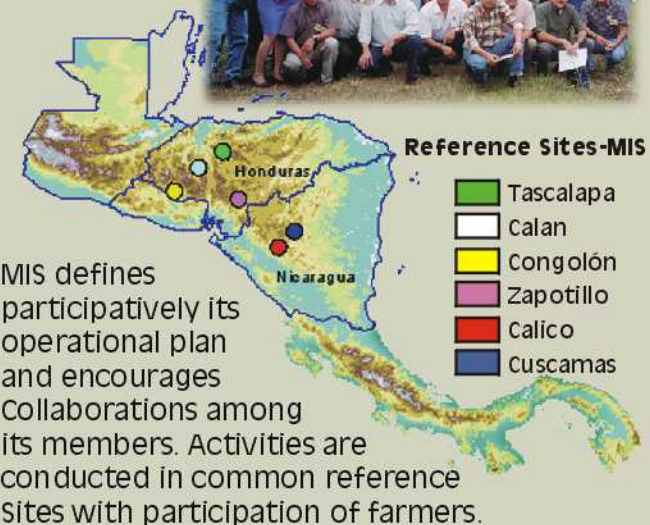 Reference Sites-MIS
Honduras
Nicaragua
Tascalapa
Calan
Congolón
Zapotillo
Calico
Cuscamas
MIS defines
participatively its
operational plan
and encourages
Collaborations among
its members. Activities are
conducted in common reference
Sites with participation of farmers.